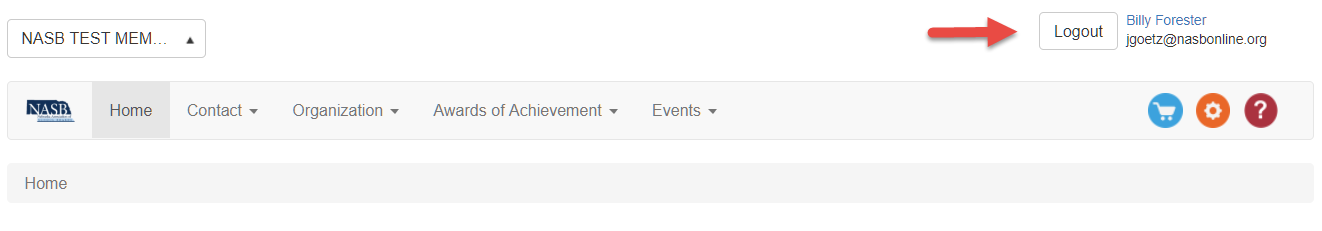 NASB TEST MEM...
Logout
Billy Forester
jgoetz@nasbonline.org
NASB
Home
Contact
Organization
Awards of Achievement
Events
?
Home